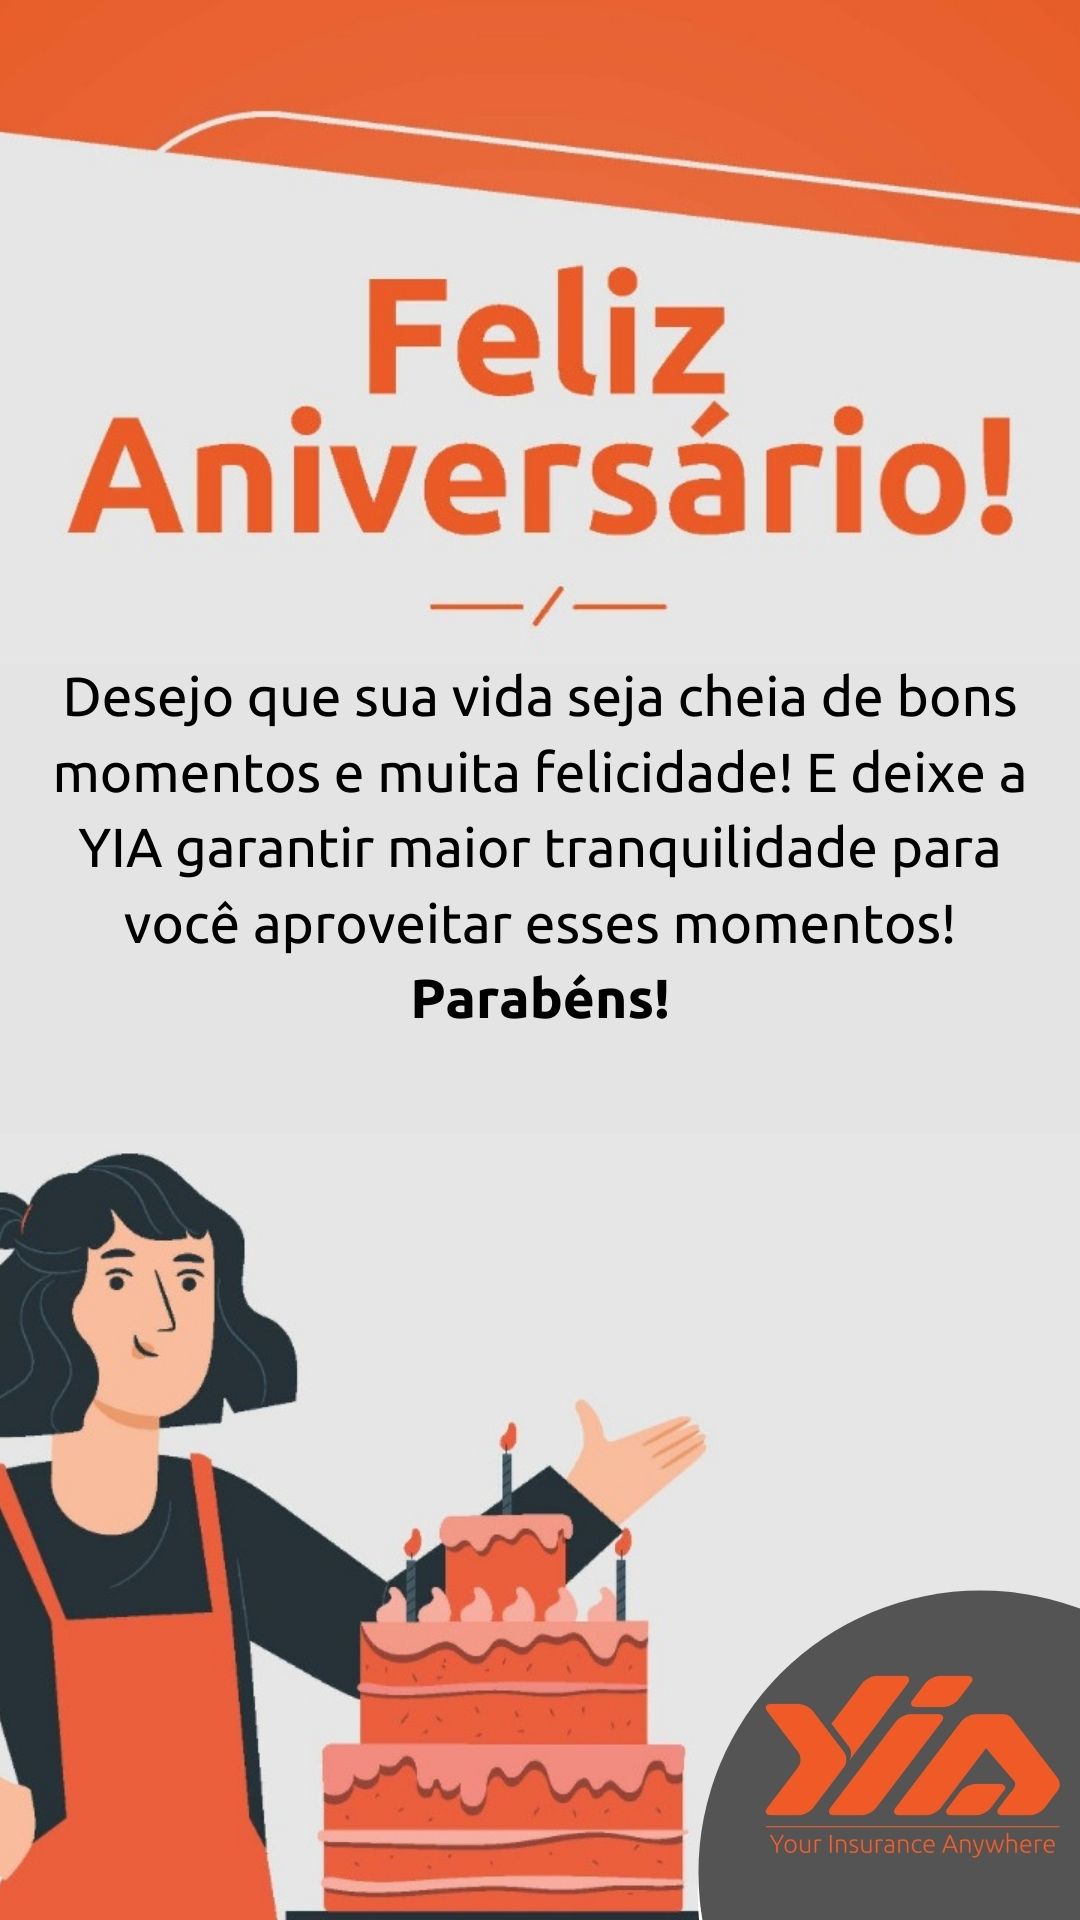 Feliz
Aniversário!
Desejo que sua vida seja cheia de bons
momentos e muita felicidade! E deixe a
YIA garantir maior tranquilidade para
você aproveitar esses momentos!
Parabéns!
YIA
Your Insurance Anywhere